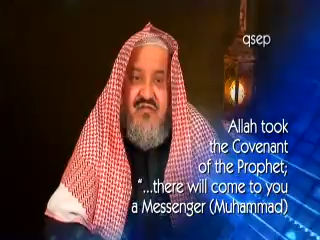 qsep
Allah took
the Covenant
of the Prophet;
“...there will come to you
a Messenger (Muhammad)